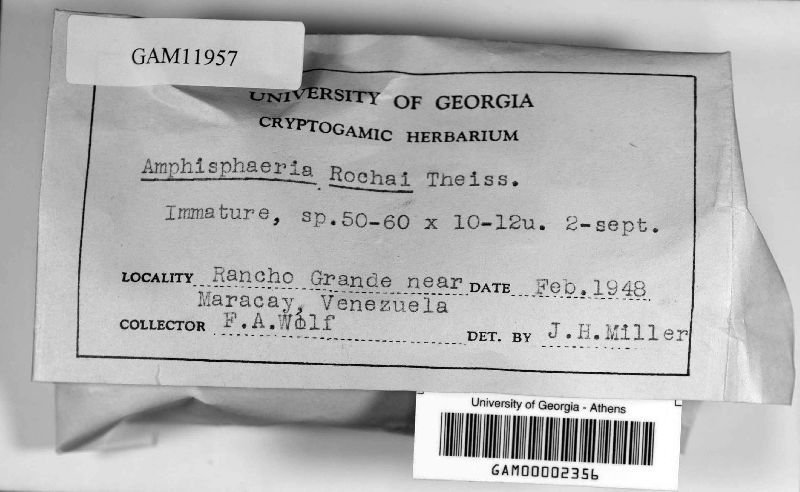 GAM11957
UNIVERSITY OF GEORGIA
CRYPTOGAMIC HERBARIUM
Amphisphaeria Rochai Theiss.
Immature, sp.50-60 x 10-12u. 2-sept.
LOCALITY Rancho Grande near DATE Feb.1948
Maracay, Venezuela
COLLECTOR F.A.Wolf DET. BY J.H.Miller
University of Georgia - Athens
GAM00002356